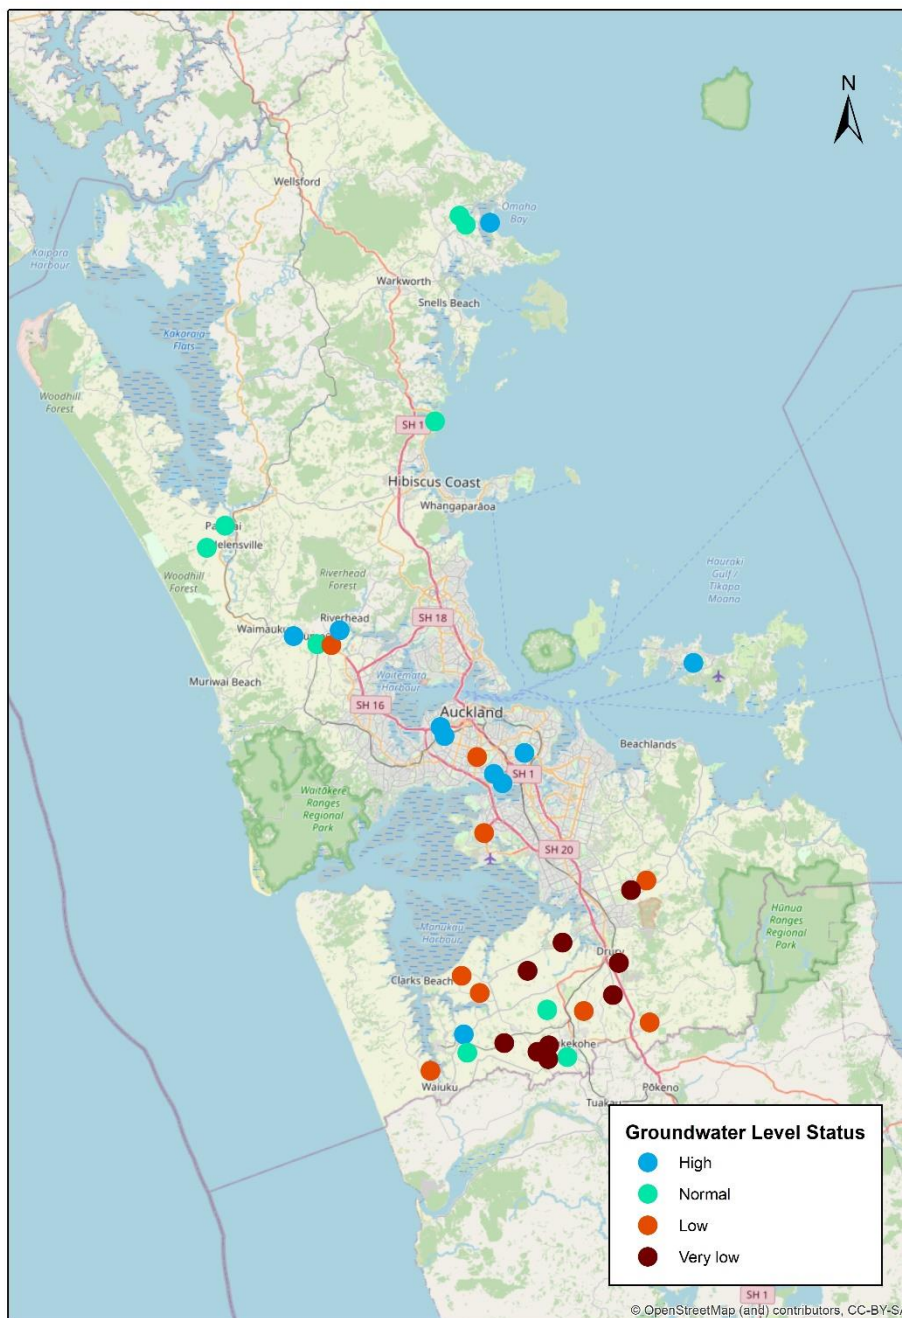 N
Wellsford
Omaha
Bay
Kaipara
Harbour
Warkworth
Snells Beach
Kakaraia
Flats
Woodhill
Forest
SH 1
Hibiscus Coast
Whangaparāoa
Helensville
Woodhill
Forest
Riverhead
Forest
Hauraki
Gulf /
Tīkapa
Moana
SH 18
Riverhead
Waimauku
Muriwai Beach
Waitematā
Harbour
SH 16
Auckland
Beachlands
SH 1
Waitākere
Ranges
Regional
Park
SH 20
Hūnua
Ranges
Regional
Park
Manukau
Harbour
Drury
Clarks Beach
Waiuku
Pōkeno
Groundwater Level Status
High
Normal
Low
Very low
SH 1
© OpenStreetMap (and) contributors, CC-BY-SA